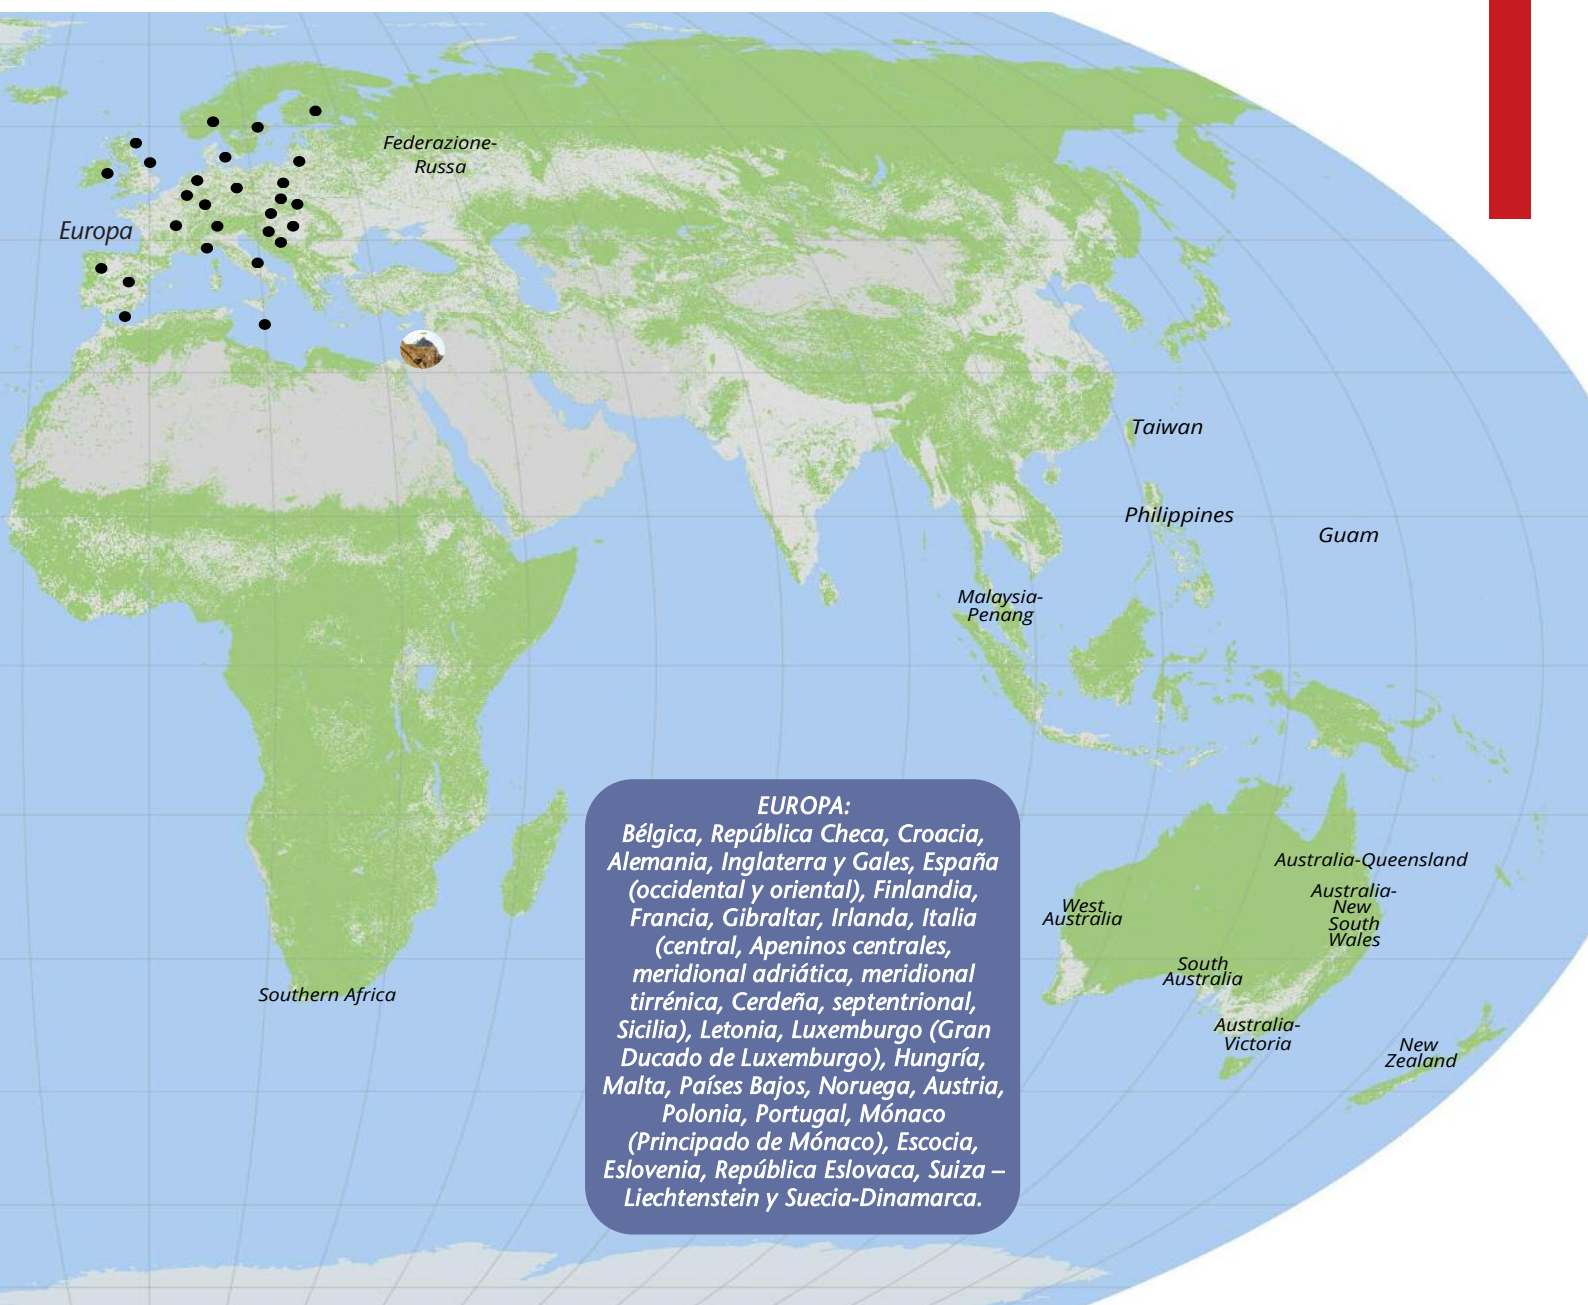 Federazione-
Russa
Europa
Taiwan
Philippines
Guam
Malaysia-
Penang
EUROPA:
Bélgica, República Checa, Croacia,
Alemania, Inglaterra y Gales, España
(occidental y oriental), Finlandia,
Francia, Gibraltar, Irlanda, Italia
(central, Apeninos centrales,
meridional adriática, meridional
tirrénica, Cerdeña, septentrional,
Sicilia), Letonia, Luxemburgo (Gran
Ducado de Luxemburgo), Hungría,
Malta, Países Bajos, Noruega, Austria,
Polonia, Portugal, Mónaco
(Principado de Mónaco), Escocia,
Eslovenia, República Eslovaca, Suiza –
Liechtenstein y Suecia-Dinamarca.
Australia-Queensland
Australia-
New
South
Wales
West
Australia
South
Australia
Southern Africa
Australia-
Victoria
New
Zealand